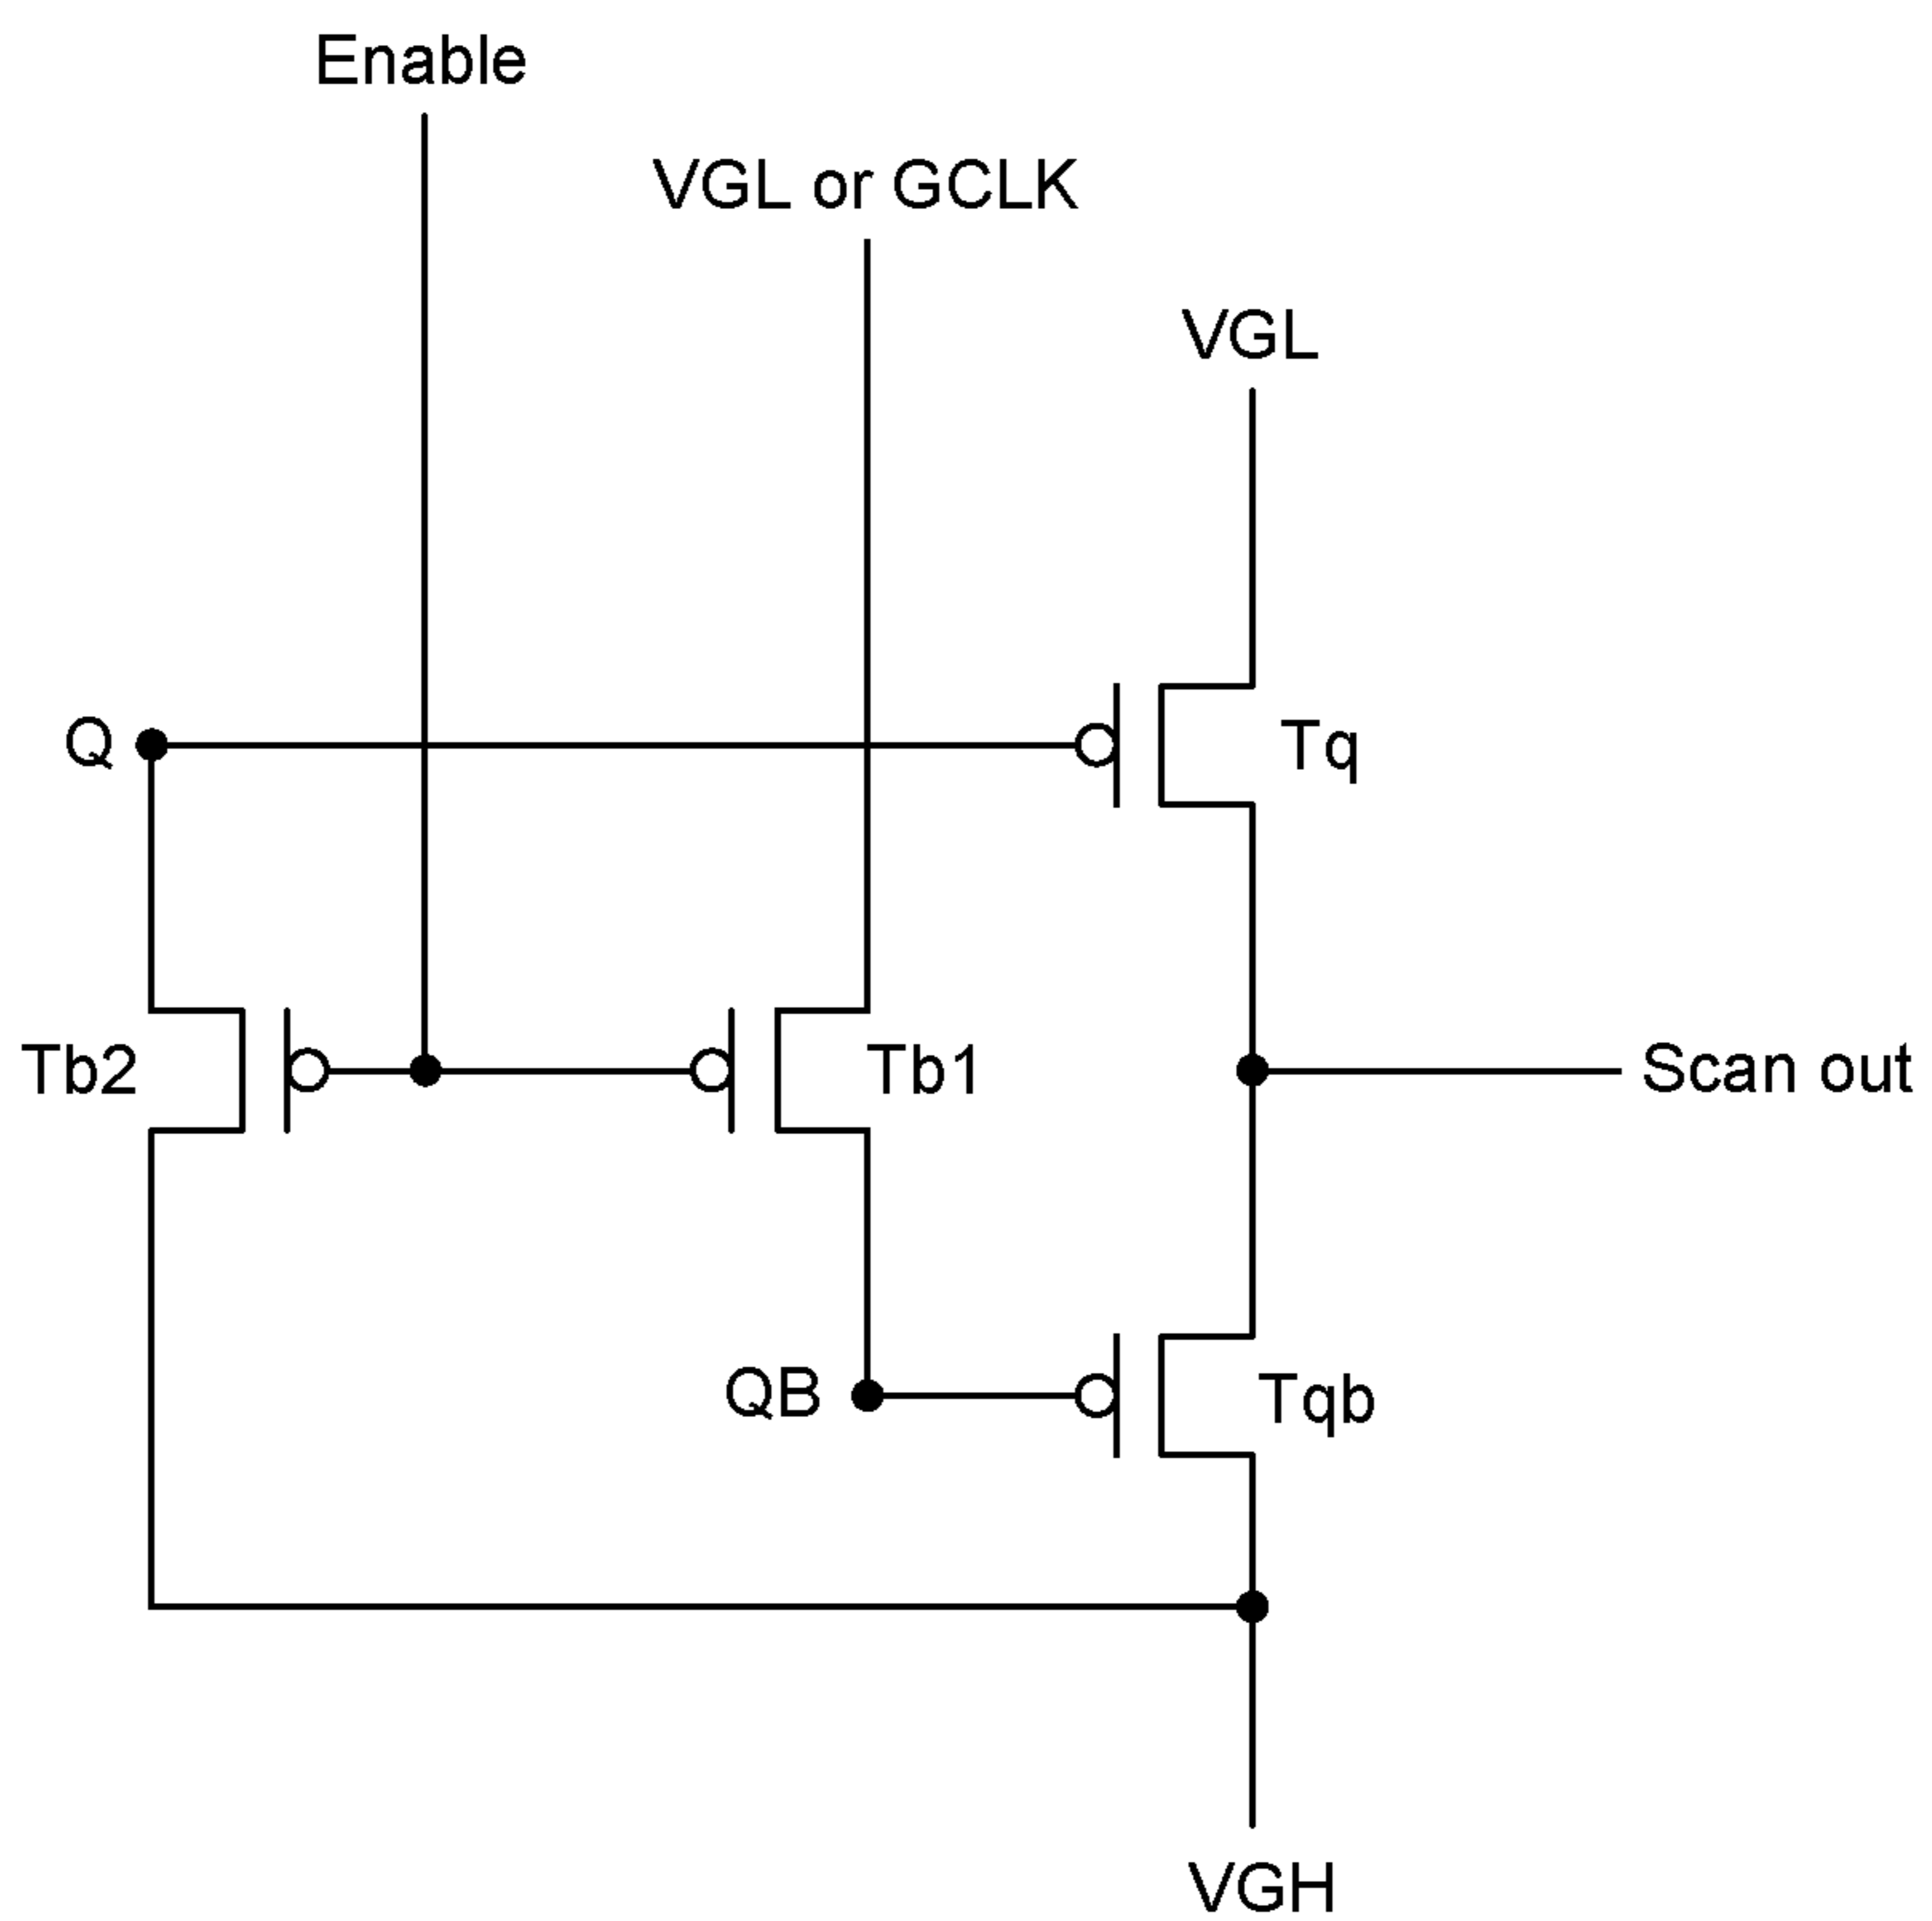 Enable
VGL or GCLK
VGL
Q
Tq
Tb2
Tb1
Scan out
QB
Tqb
VGH